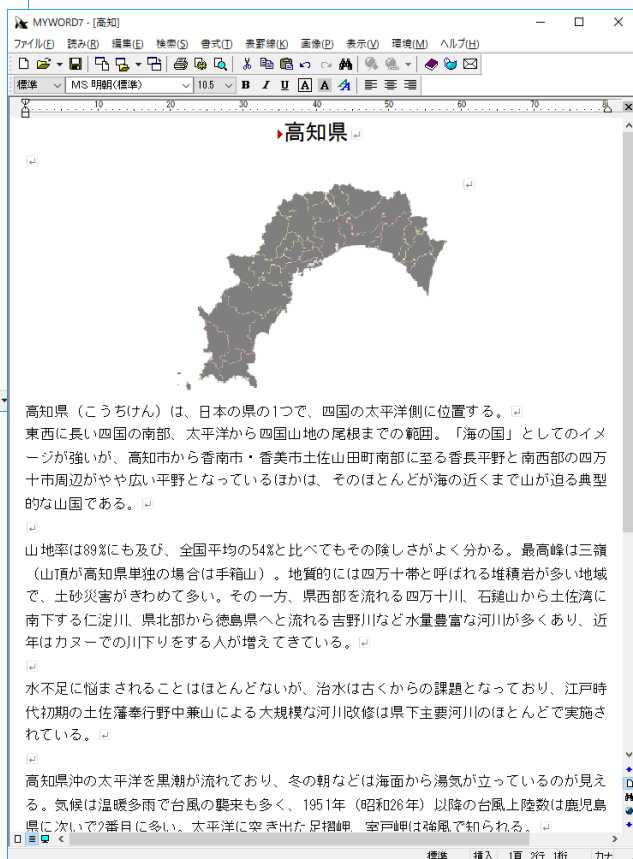 MYWORD7 - [高知]
ファイル(F) 読み(R) 編集(E) 検索(S) 書式(T) 表罫線(K) 画像(P) 表示(V) 環境(M) ヘルプ(H)
標準 MS 明朝(標準) 10.5 B I U A A A
10 20 30 40 50 60 70 80
高知県
高知県（こうちけん）は、日本の県の1つで、四国の太平洋側に位置する。
東西に長い四国の南部、太平洋から四国山地の尾根までの範囲。「海の国」としてのイメ
ージが強いが、高知市から香南市・香美市土佐山田町南部に至る香長平野と南西部の四万
十市周辺がやや広い平野となっているほかは、そのほとんどが海の近くまで山が迫る典型
的な山国である。
山地率は89%にも及び、全国平均の54%と比べてもその険しさがよく分かる。最高峰は三嶺
（山頂が高知県単独の場合は手箱山）。地質的には四万十帯と呼ばれる堆積岩が多い地域
で、土砂災害がきわめて多い。その一方、県西部を流れる四万十川、石鎚山から土佐湾に
南下する仁淀川、県北部から徳島県へと流れる吉野川など水量豊富な河川が多くあり、近
年はカヌーでの川下りをする人が増えてきている。
水不足に悩まされることはほとんどないが、治水は古くからの課題となっており、江戸時
代初期の土佐藩奉行野中兼山による大規模な河川改修は県下主要河川のほとんどで実施さ
れている。
高知県沖の太平洋を黒潮が流れており、冬の朝などは海面から湯気が立っているのが見え
る。気候は温暖多雨で台風の襲来も多く、1951年（昭和26年）以降の台風上陸数は鹿児島
県に次いで2番目に多い。太平洋に突き出た足摺岬、室戸岬は強風で知られる。
標準 挿入 1頁 2行 1桁 カナ